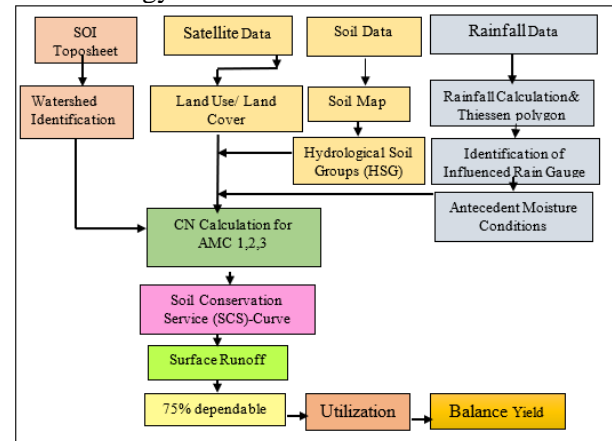 SOI
Toposheet
Satellite Data
Soil Data
Rainfall Data
Watershed
Identification
Land Use/ Land
Cover
Soil Map
Rainfall Calculation&
Thiessen polygon
Hydrological Soil
Groups (HSG)
Identification of
Influenced Rain Gauge
Antecedent Moisture
Conditions
CN Calculation for
AMC 1,2,3
Soil Conservation
Service (SCS)-Curve
Surface Runoff
75% dependable
Utilization
Balance Yield